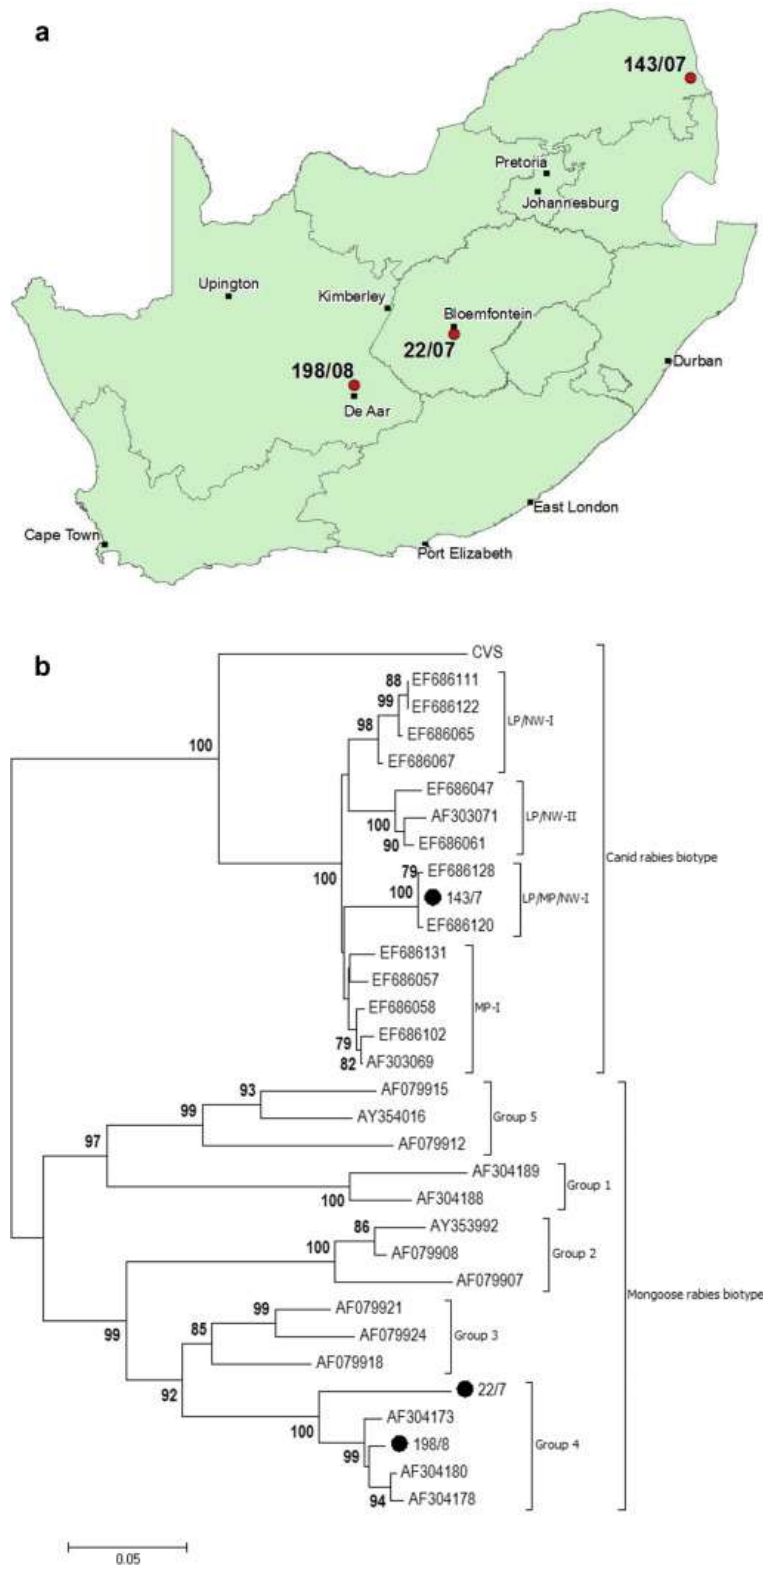 a
143/07
Pretoria
Johannesburg
Upington
Kimberley
Bloemfontein
22/07
198/08
De Aar
Durban
East London
Cape Town
Port Elizabeth
b
CVS
88 EF686111
99 EF686122
LP/NW-I
98 EF686065
100
EF686067
EF686047
100 AF303071
LP/NW-II
90 EF686061
Canid rabies biotype
79 EF686128
100
100 143/7
LP/MP/NW-I
EF686120
EF686131
EF686057
EF686058
MP-I
79 EF686102
82 AF303069
93 AF079915
99 AY354016
Group 5
97 AF079912
AF304189
Group 1
100 AF304188
86 AY353992
100 AF079908
Group 2
AF079907
Mongoose rabies biotype
99 AF079921
99
85 AF079924
Group 3
AF079918
92
22/7
100 AF304173
99 198/8
Group 4
AF304180
94 AF304178
0.05